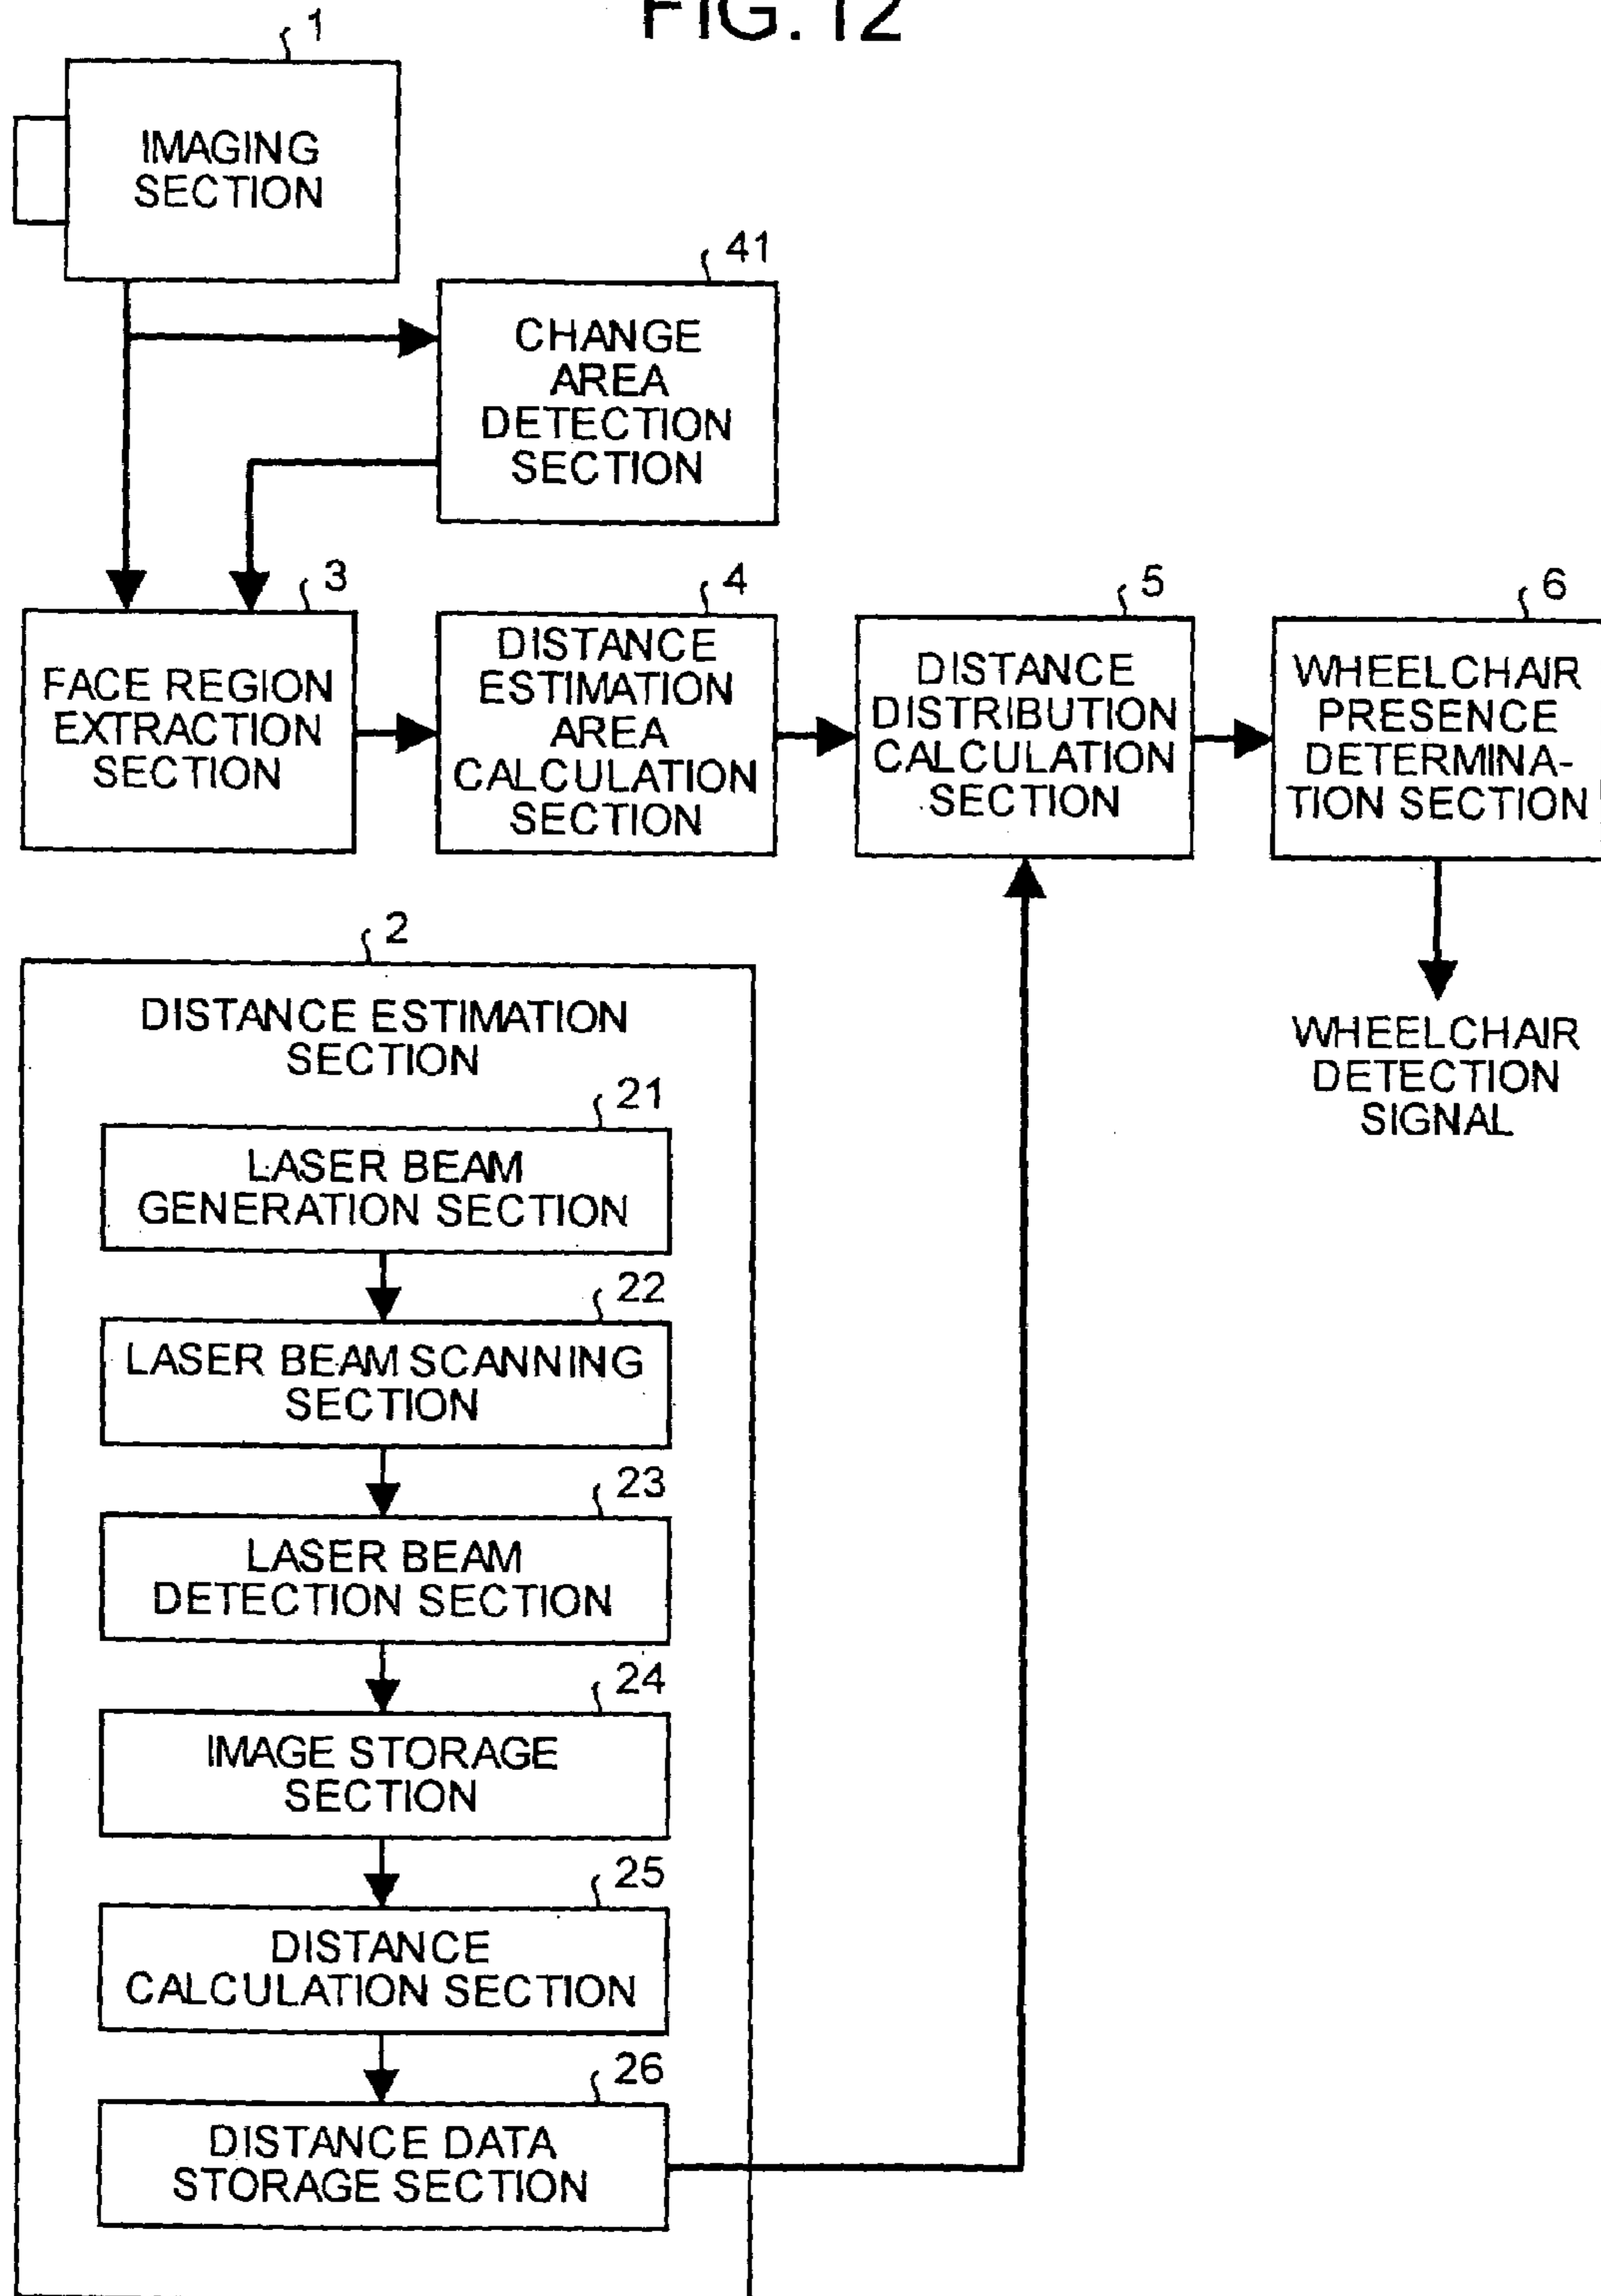 FIG. 12
1
IMAGING
SECTION
41
CHANGE
AREA
DETECTION
SECTION
3
FACE REGION
EXTRACTION
SECTION
4
DISTANCE
ESTIMATION
AREA
CALCULATION
SECTION
5
DISTANCE
DISTRIBUTION
CALCULATION
SECTION
6
WHEELCHAIR
PRESENCE
DETERMINA-
TION SECTION
WHEELCHAIR
DETECTION
SIGNAL
2
DISTANCE ESTIMATION
SECTION
21
LASER BEAM
GENERATION SECTION
22
LASER BEAM SCANNING
SECTION
23
LASER BEAM
DETECTION SECTION
24
IMAGE STORAGE
SECTION
25
DISTANCE
CALCULATION SECTION
26
DISTANCE DATA
STORAGE SECTION